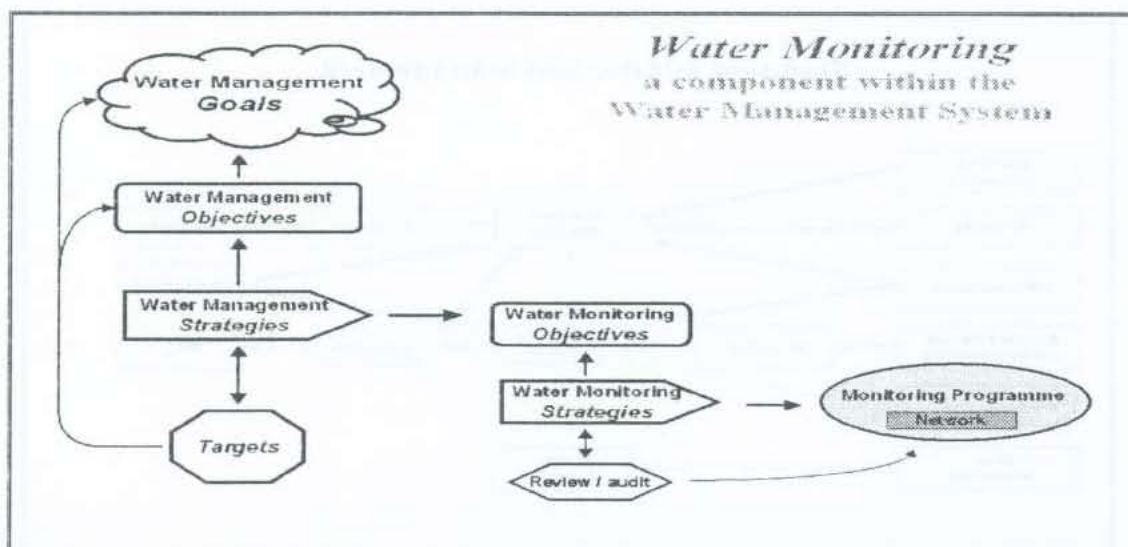 Water Monitoring
a component within the
Water Management System
Water Management
Goals
Water Management
Objectives
Water Management
Strategies
Targets
Water Monitoring
Objectives
Water Monitoring
Strategies
Review / audit
Monitoring Programme
Network